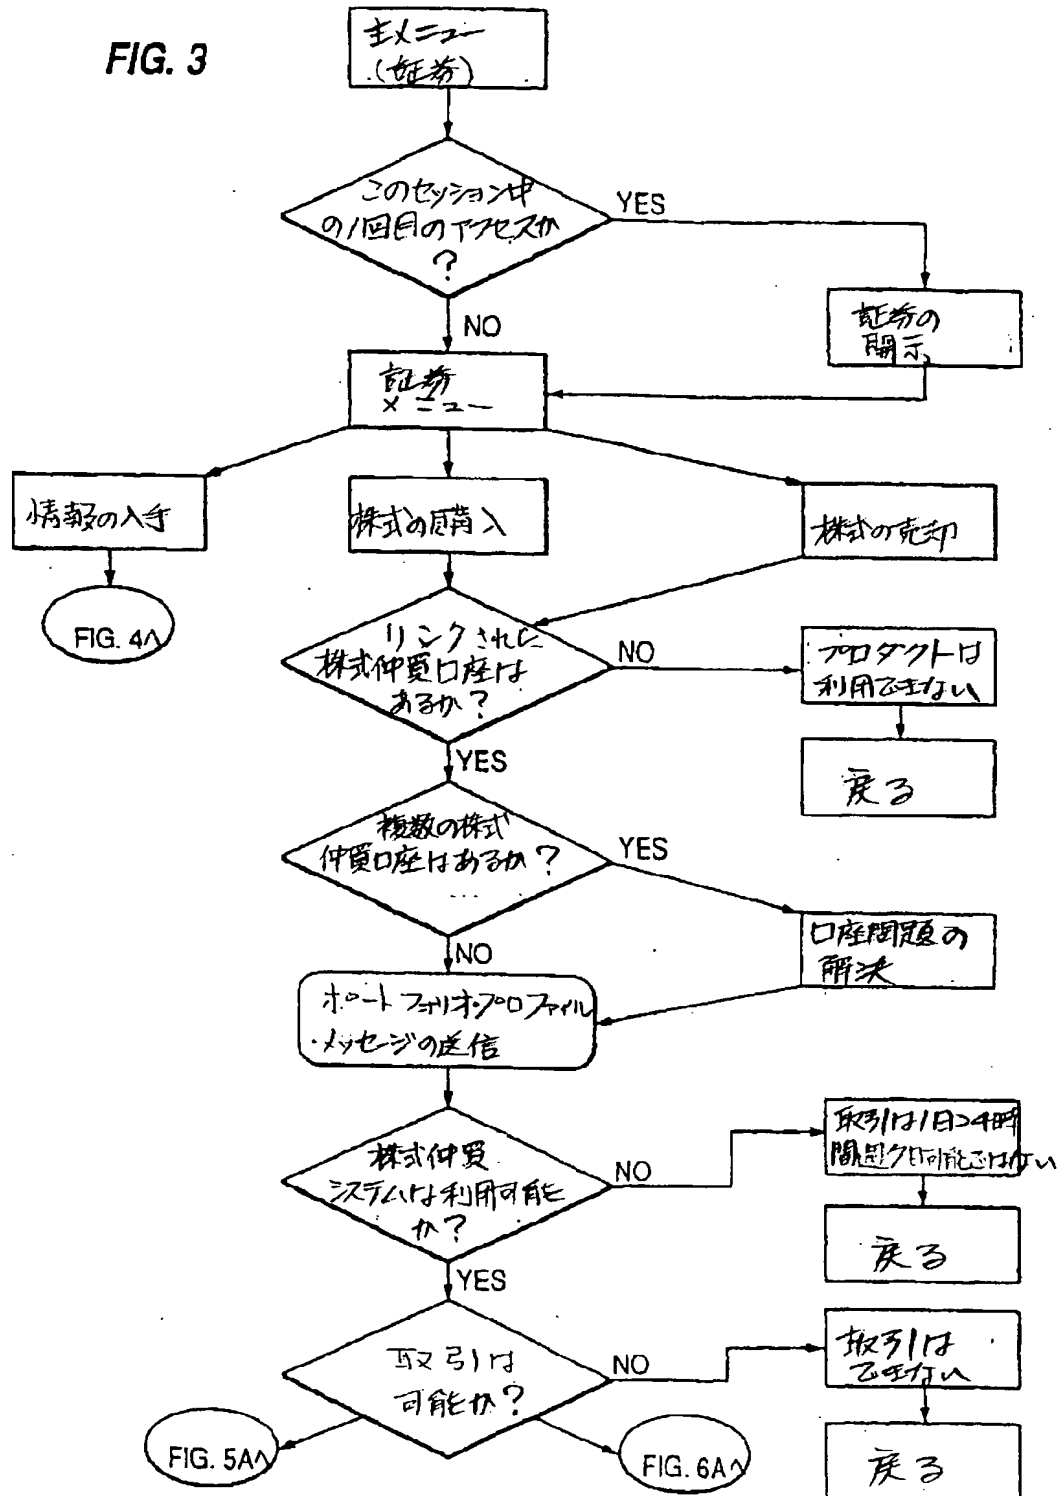 FIG. 3
主メニュー
(証券)
このセッション中
の1回目のアクセスか
?
YES
証券の
開示
NO
証券
メニュー
情報の入手
株式の購入
株式の売却
FIG. 4へ
リンクされた
株式仲買口座は
あるか?
NO
プロダクトは
利用できない
戻る
YES
複数の株式
仲買口座はあるか?
...
YES
口座問題の
解決
NO
ポートフォリオ・プロファイル
・メッセージの送信
株式仲買
システムは利用可能
か?
NO
取引は1日24時
間週7日可能ではない
戻る
YES
取引は
可能か?
NO
取引は
できない
戻る
FIG. 5Aへ
FIG. 6Aへ